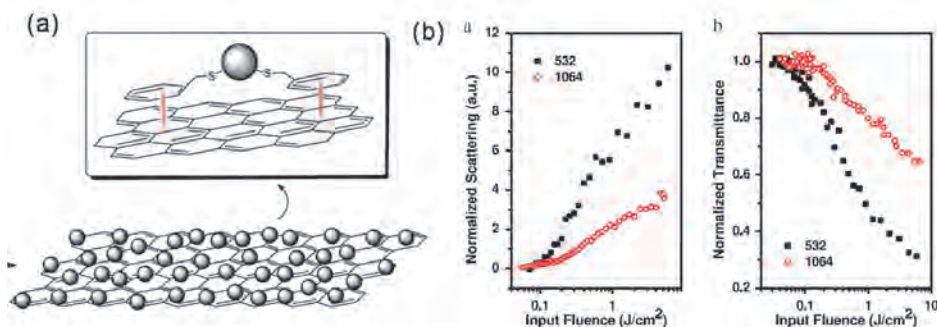 (a)
S
S
(b)
a
Normalized Scattering (a.u.)
12
10
8
6
4
2
0
532
1064
0.1
1
Input Fluence (J/cm²)
b
Normalized Transmittance
1.0
0.8
0.6
0.4
0.2
532
1064
0.1
1
10
Input Fluence (J/cm²)